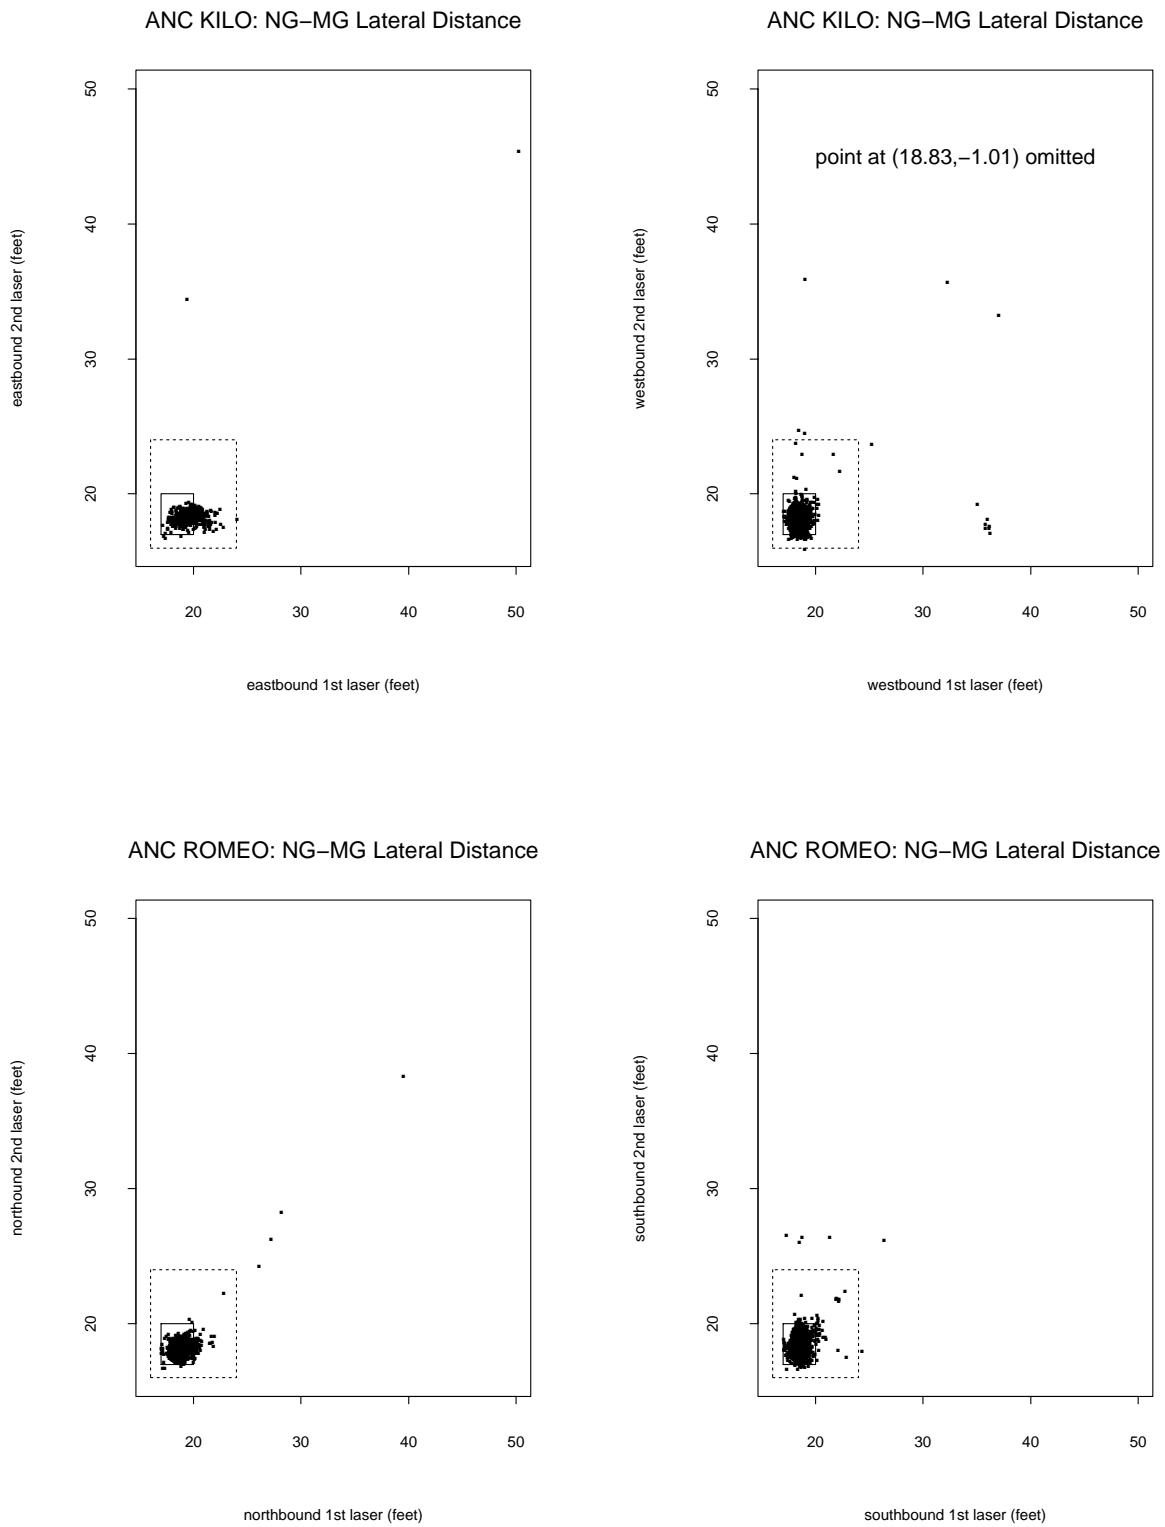 ANC KILO: NG−MG Lateral Distance
eastbound 2nd laser (feet)
50
40
30
20
20 30 40 50
eastbound 1st laser (feet)
ANC KILO: NG−MG Lateral Distance
point at (18.83,−1.01) omitted
westbound 2nd laser (feet)
50
40
30
20
20 30 40 50
westbound 1st laser (feet)
ANC ROMEO: NG−MG Lateral Distance
northound 2nd laser (feet)
50
40
30
20
20 30 40 50
northbound 1st laser (feet)
ANC ROMEO: NG−MG Lateral Distance
southbound 2nd laser (feet)
50
40
30
20
20 30 40 50
southbound 1st laser (feet)